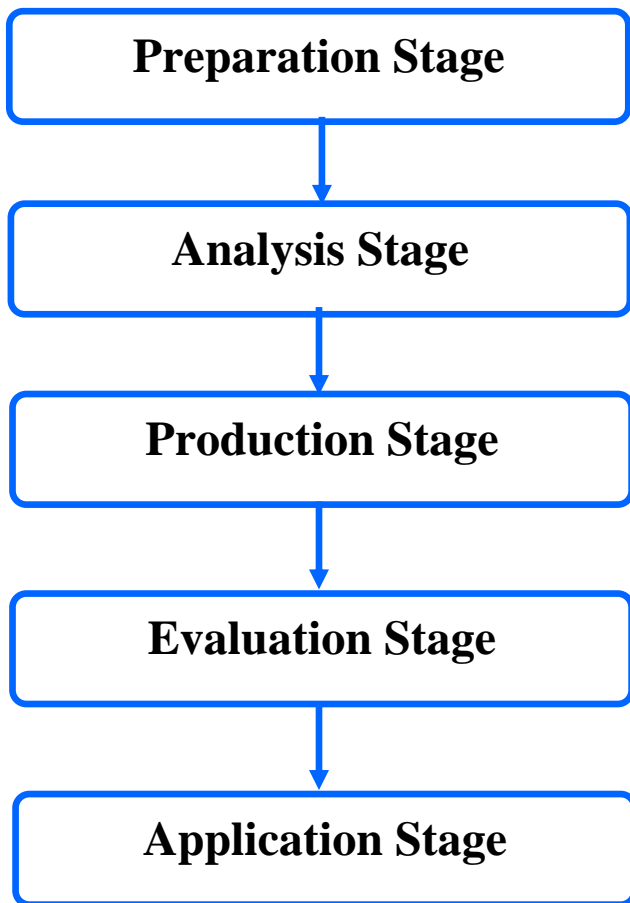 Preparation Stage
Analysis Stage
Production Stage
Evaluation Stage
Application Stage